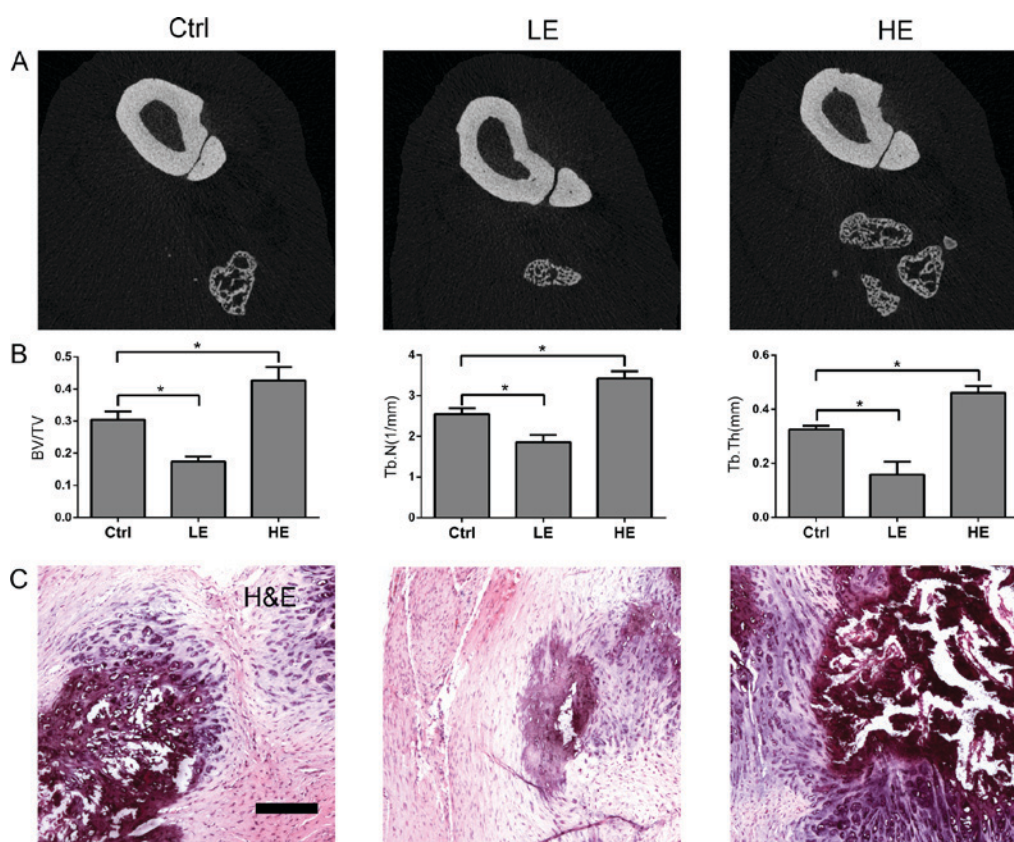 Ctrl LE HE
A
B
0.5
0.4
0.3
0.2
0.1
0.0
BV/TV
*
*
Ctrl LE HE
4
3
2
1
0
Tb.N(1/mm)
*
*
Ctrl LE HE
0.6
0.4
0.2
0.0
Tb.Th(mm)
*
*
Ctrl LE HE
C
H&E